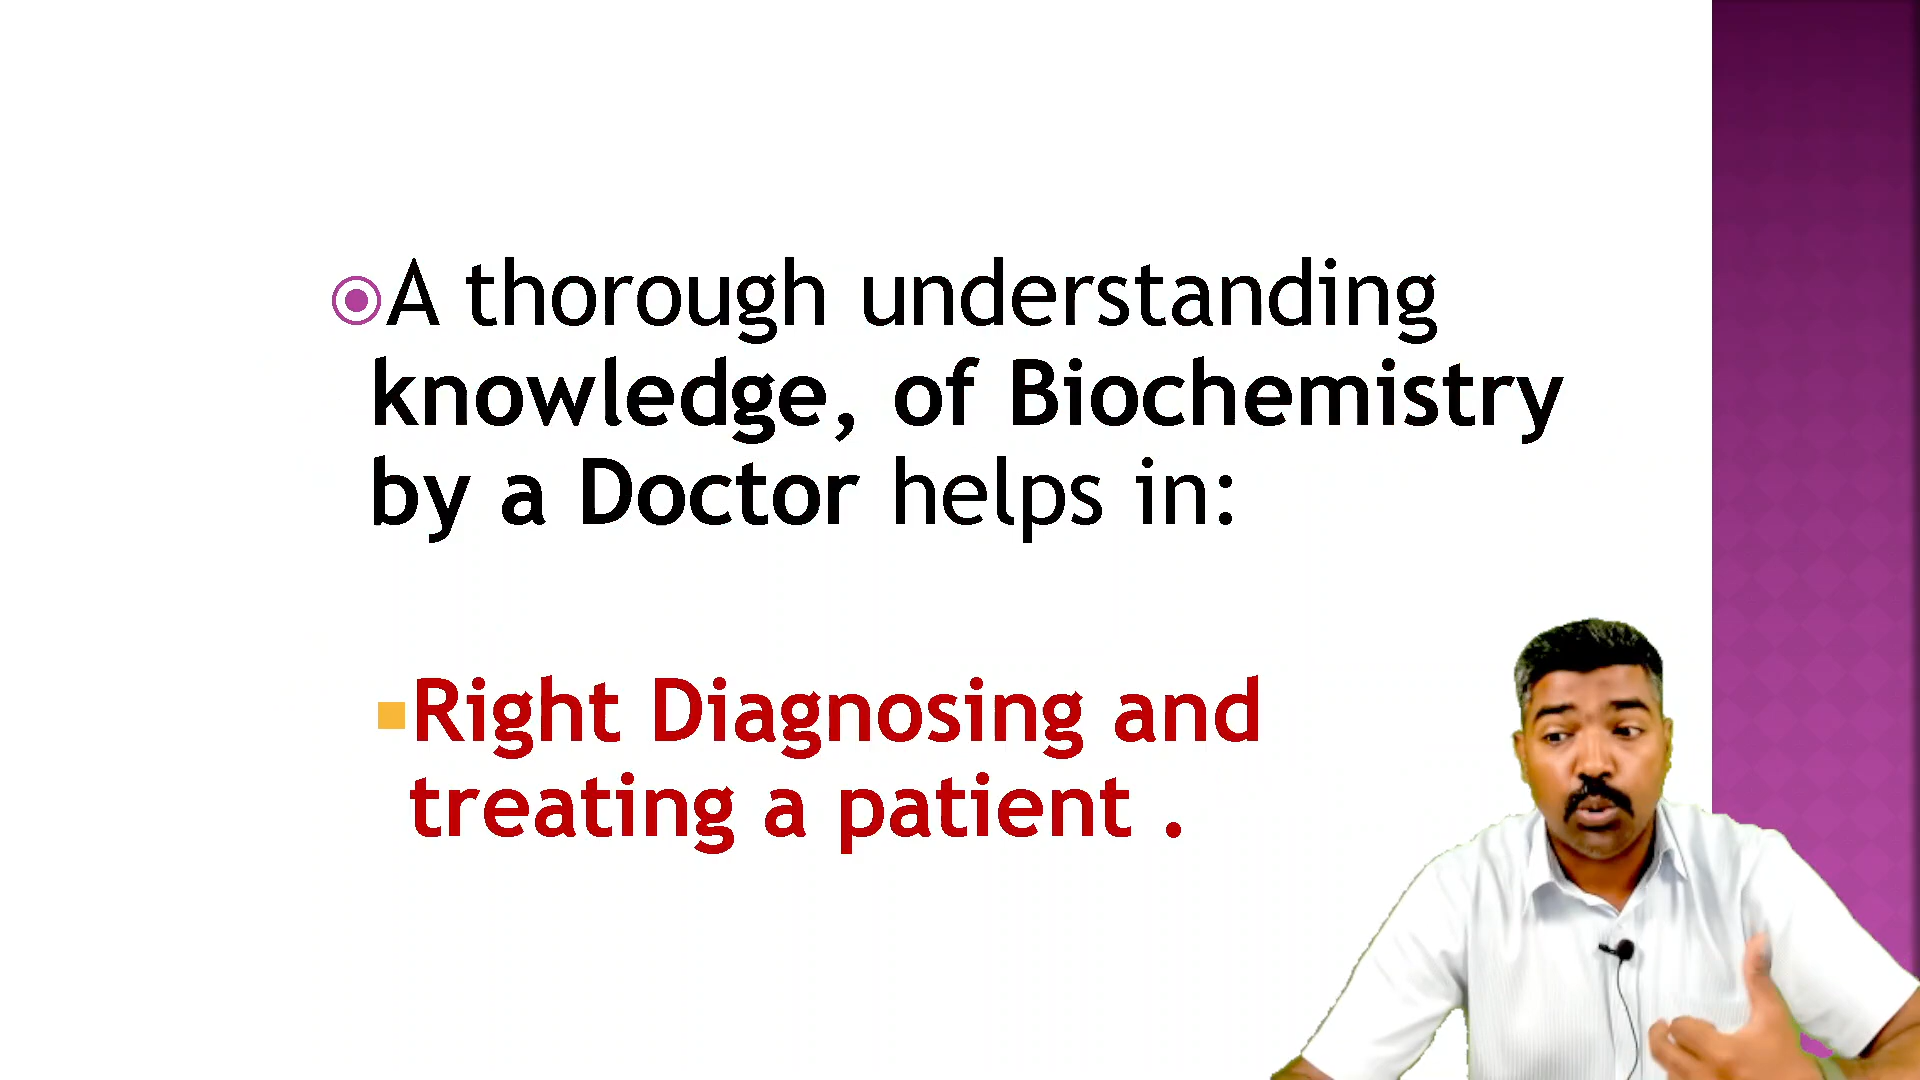 A thorough understanding
knowledge, of Biochemistry
by a Doctor helps in:
Right Diagnosing and
treating a patient .